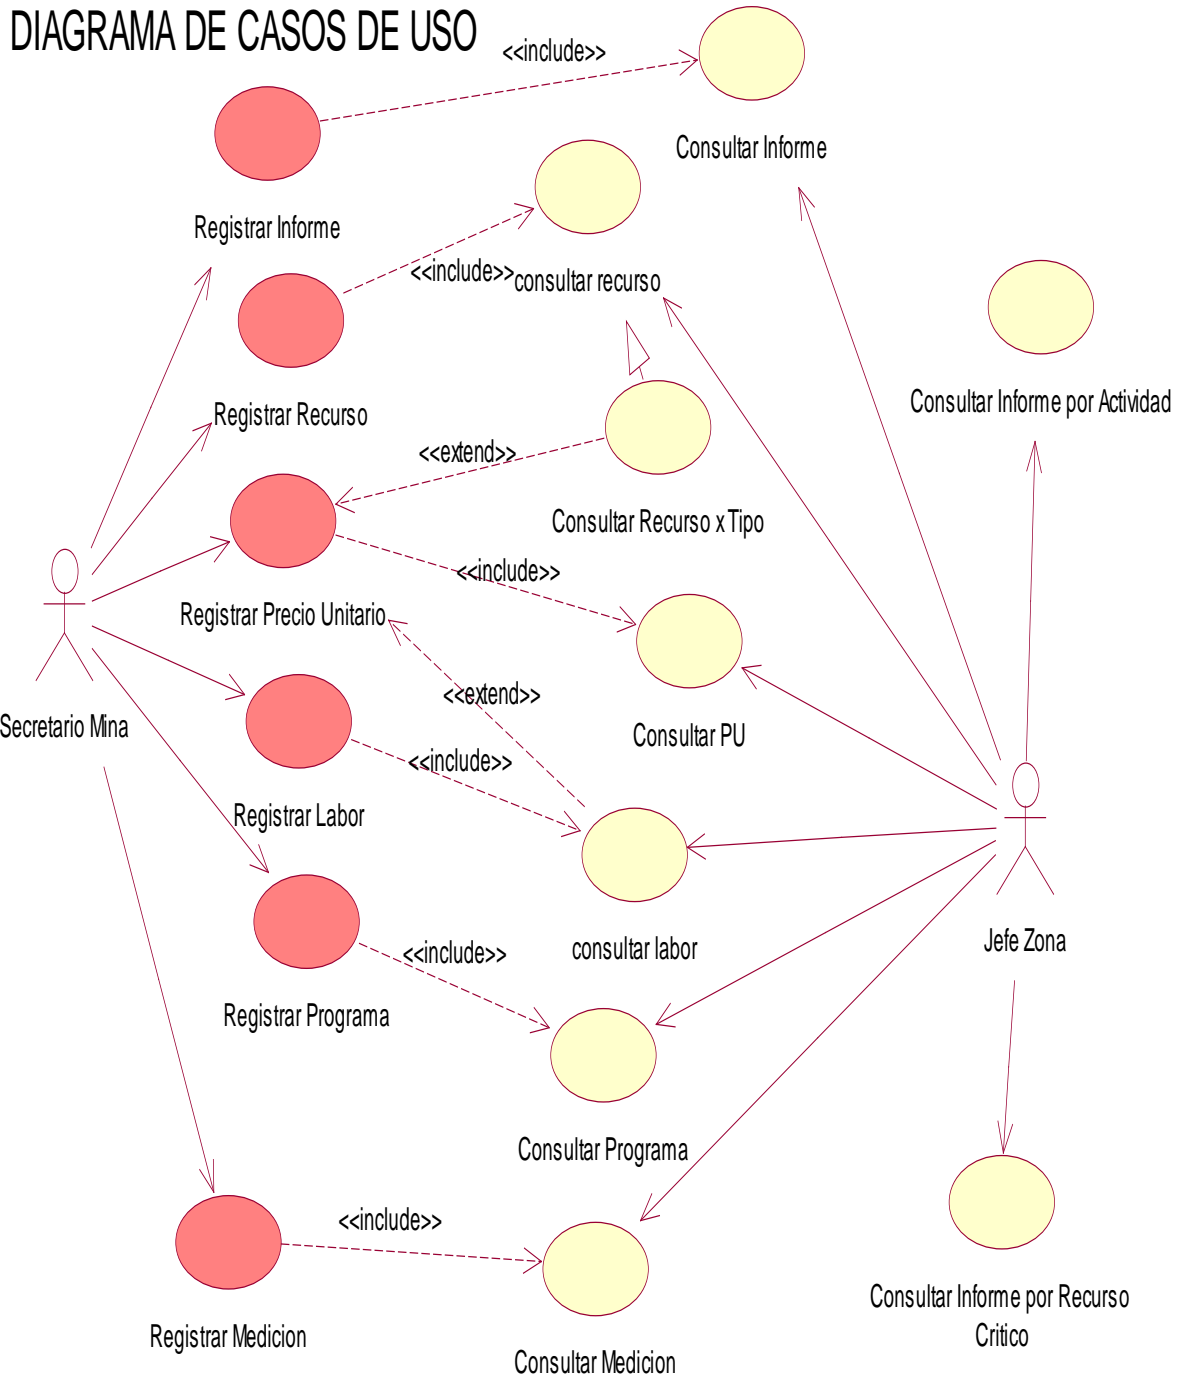 DIAGRAMA DE CASOS DE USO
<<include>>
Consultar Informe
Registrar Informe
<<include>>
consultar recurso
Consultar Informe por Actividad
Registrar Recurso
<<extend>>
Consultar Recurso x Tipo
<<include>>
Registrar Precio Unitario
<<extend>>
Secretario Mina
Consultar PU
<<include>>
Registrar Labor
Jefe Zona
consultar labor
<<include>>
Registrar Programa
Consultar Programa
<<include>>
Consultar Informe por Recurso
Critico
Registrar Medicion
Consultar Medicion